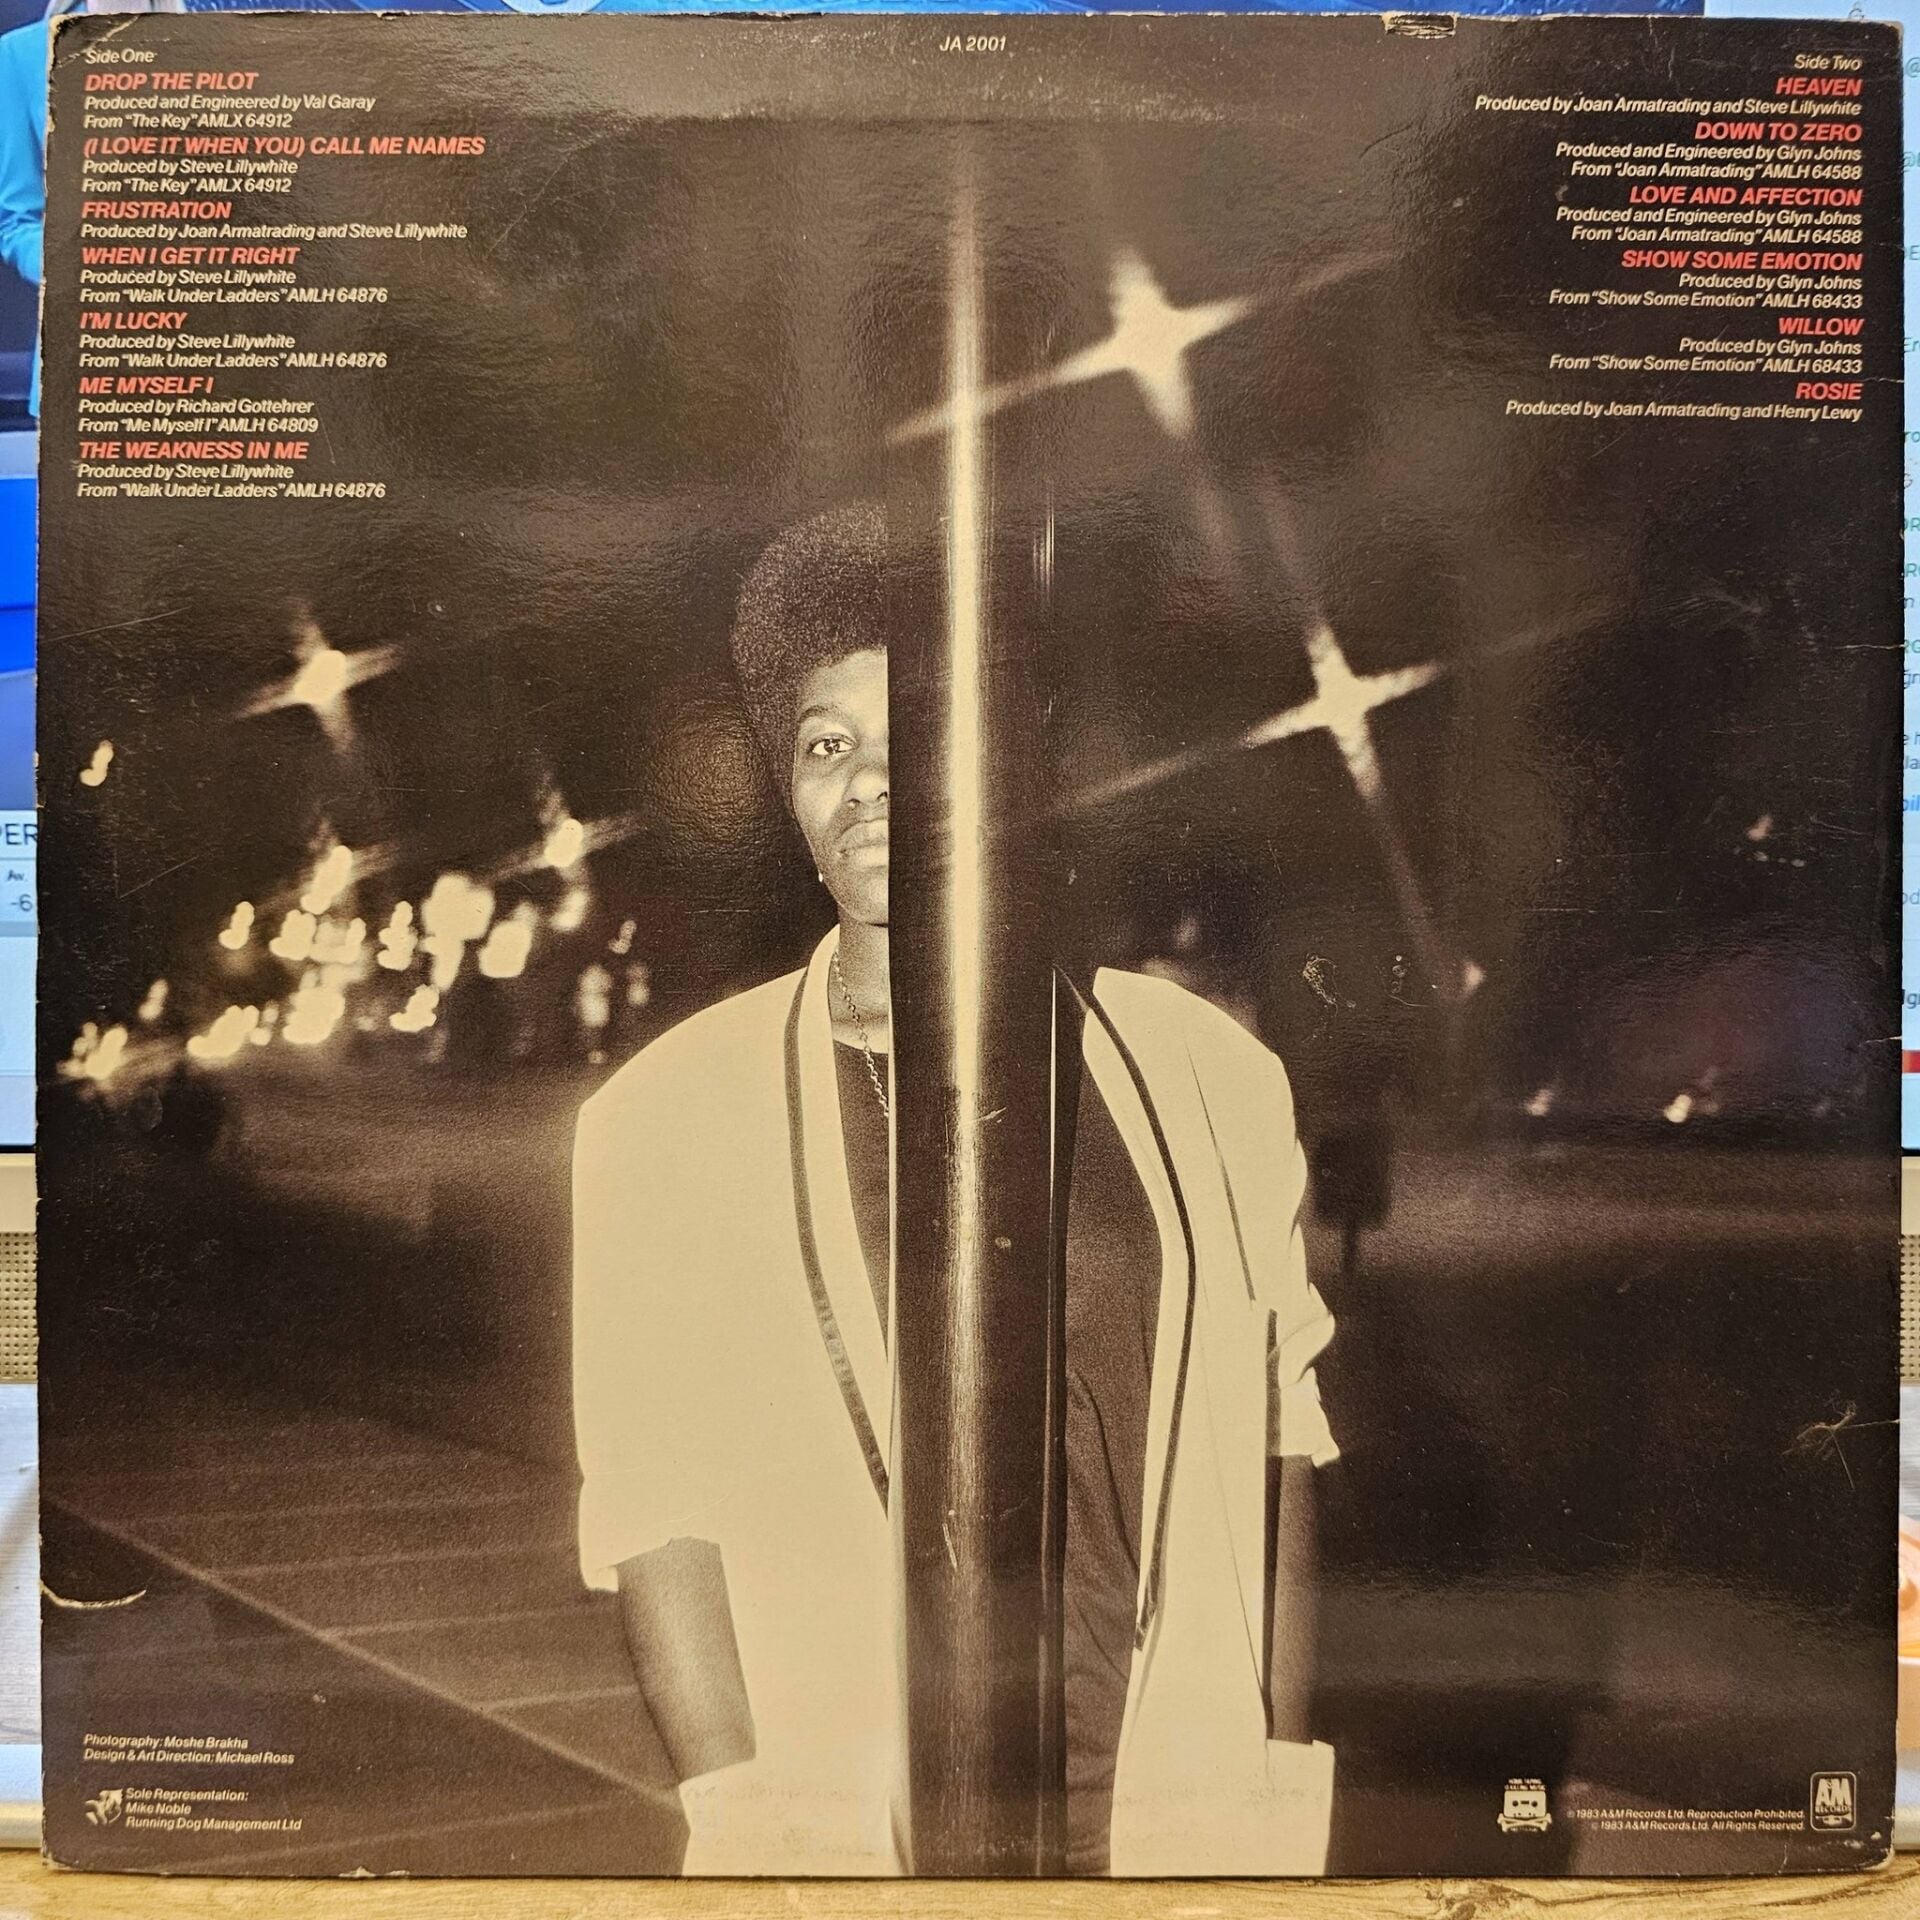 JA 2001
Side One
DROP THE PILOT
Produced and Engineered by Val Garay
From "The Key" AMLX 64912
(I LOVE IT WHEN YOU) CALL ME NAMES
Produced by Steve Lillywhite
From "The Key" AMLX 64912
FRUSTRATION
Produced by Joan Armatrading and Steve Lillywhite
WHEN I GET IT RIGHT
Produced by Steve Lillywhite
From "Walk Under Ladders" AMLH 64876
I'M LUCKY
Produced by Steve Lillywhite
From "Walk Under Ladders" AMLH 64876
ME MYSELF I
Produced by Richard Gottehrer
From "Me Myself I" AMLH 64809
THE WEAKNESS IN ME
Produced by Steve Lillywhite
From "Walk Under Ladders" AMLH 64876
Side Two
HEAVEN
Produced by Joan Armatrading and Steve Lillywhite
DOWN TO ZERO
Produced and Engineered by Glyn Johns
From "Joan Armatrading" AMLH 64588
LOVE AND AFFECTION
Produced and Engineered by Glyn Johns
From "Joan Armatrading" AMLH 64588
SHOW SOME EMOTION
Produced by Glyn Johns
From "Show Some Emotion" AMLH 68433
WILLOW
Produced by Glyn Johns
From "Show Some Emotion" AMLH 68433
ROSIE
Produced by Joan Armatrading and Henry Lewy
Photography: Moshe Brakha
Design & Art Direction: Michael Ross
Sole Representation:
Mike Noble
Running Dog Management Ltd
HOME TAPING
IS KILLING MUSIC
℗ 1983 A&M Records Ltd. Reproduction Prohibited.
© 1983 A&M Records Ltd. All Rights Reserved.
A&M
RECORDS
-6